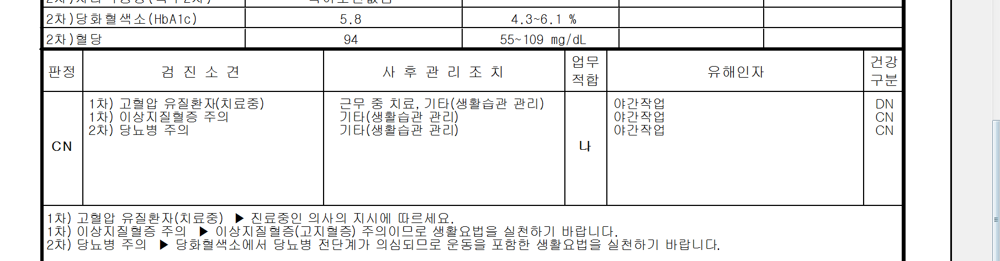 2차)당화혈색소(HbA1c) 5.8 4.3~6.1 %
2차)혈당 94 55~109 mg/dL
판정 검 진 소 견 사 후 관 리 조 치 업무적합 유해인자 건강구분
1차) 고혈압 유질환자(치료중) 근무 중 치료, 기타(생활습관 관리) 야간작업 DN
1차) 이상지질혈증 주의 기타(생활습관 관리) 야간작업 CN
2차) 당뇨병 주의 기타(생활습관 관리) 야간작업 CN
CN 나
1차) 고혈압 유질환자(치료중) ▶ 진료중인 의사의 지시에 따르세요.
1차) 이상지질혈증 주의 ▶ 이상지질혈증(고지혈증) 주의이므로 생활요법을 실천하기 바랍니다.
2차) 당뇨병 주의 ▶ 당화혈색소에서 당뇨병 전단계가 의심되므로 운동을 포함한 생활요법을 실천하기 바랍니다.